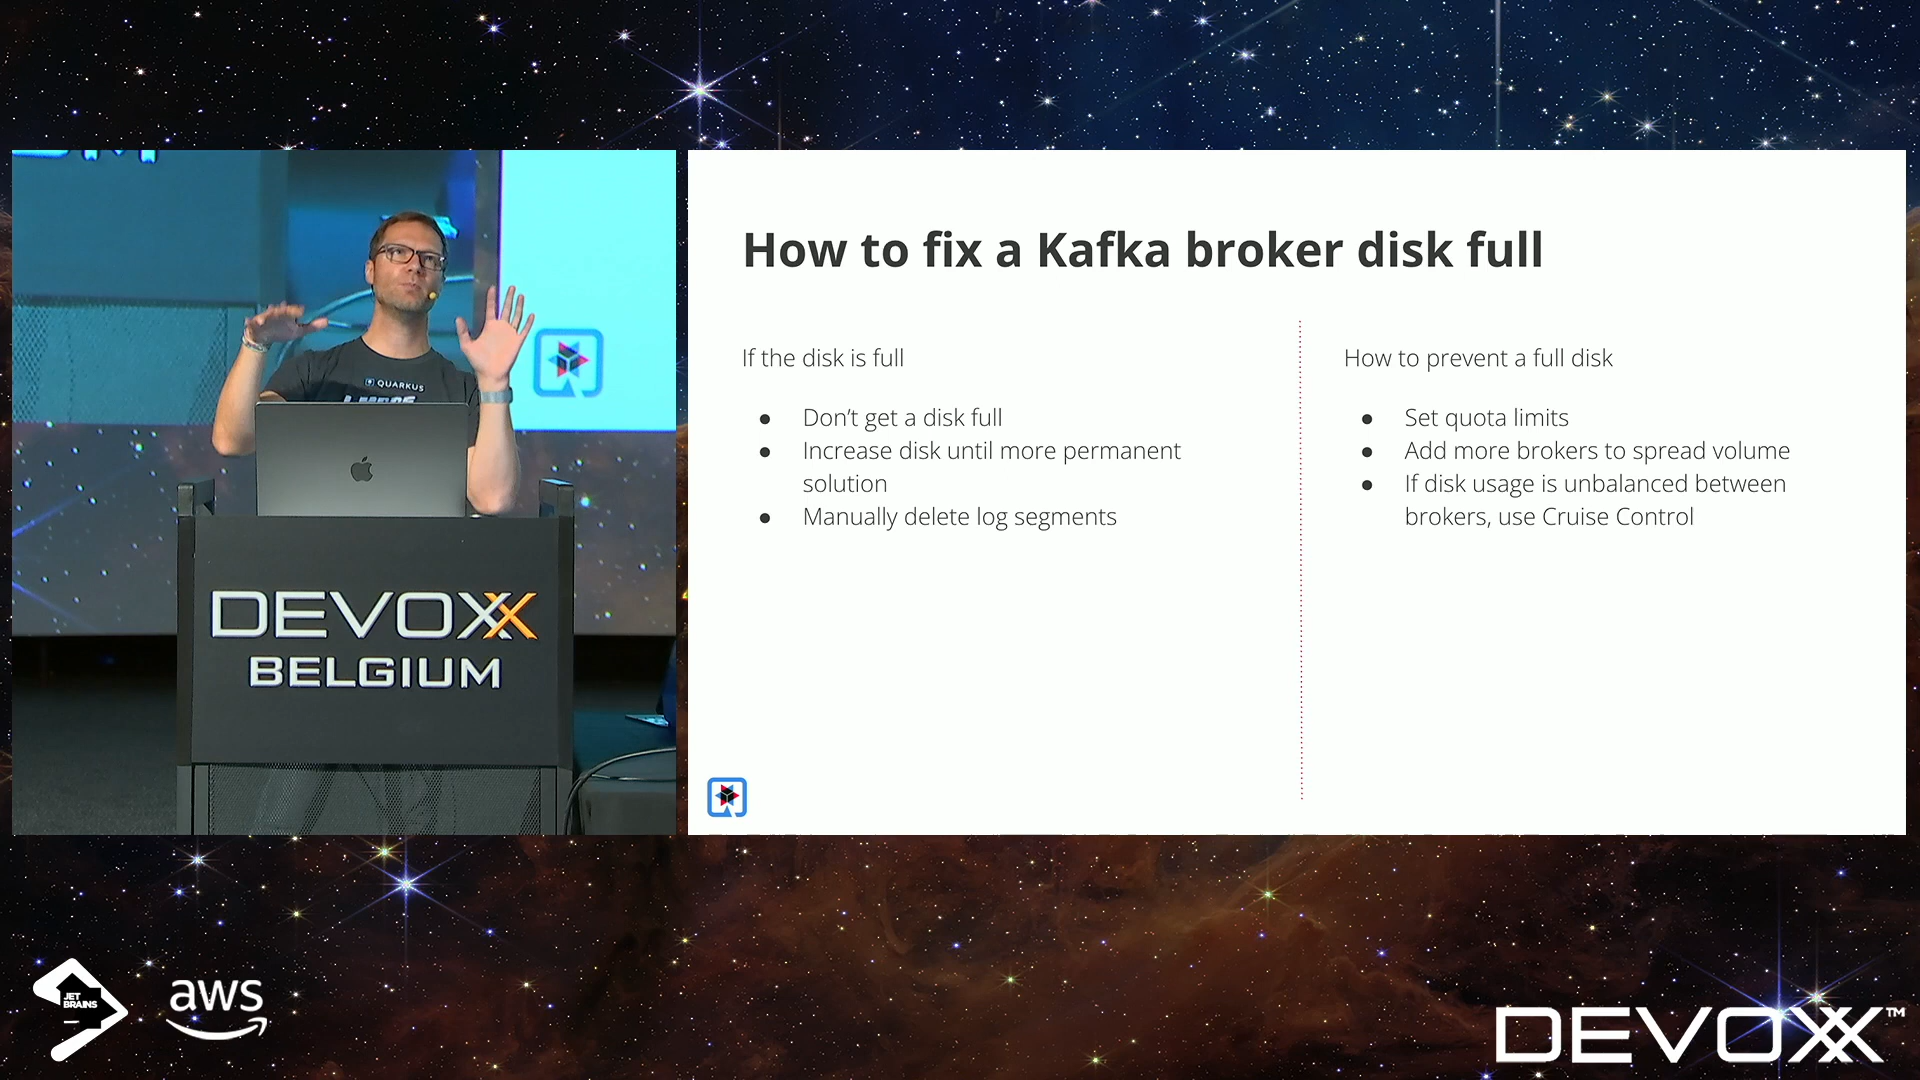 How to fix a Kafka broker disk full
If the disk is full
● Don’t get a disk full
● Increase disk until more permanent
solution
● Manually delete log segments
How to prevent a full disk
● Set quota limits
● Add more brokers to spread volume
● If disk usage is unbalanced between
brokers, use Cruise Control
QUARKUS
DEVOXX
BELGIUM
JET
BRAINS
aws
DEVOXX™